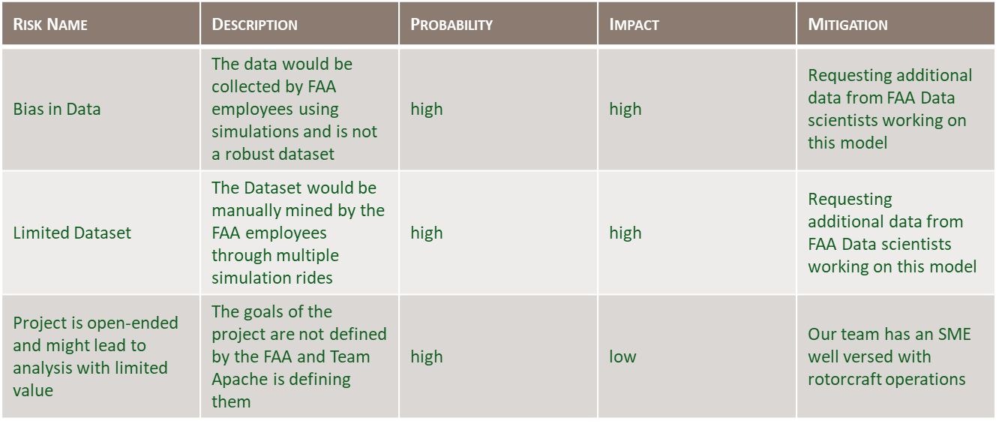 Risk Name
Description
Probability
Impact
Mitigation
Bias in Data
The data would be
collected by FAA
employees using
simulations and is not
a robust dataset
high
high
Requesting additional
data from FAA Data
scientists working on
this model
Limited Dataset
The Dataset would be
manually mined by the
FAA employees
through multiple
simulation rides
high
high
Requesting
additional data from
FAA Data scientists
working on this model
Project is open-ended
and might lead to
analysis with limited
value
The goals of the
project are not defined
by the FAA and Team
Apache is defining
them
high
low
Our team has an SME
well versed with
rotorcraft operations